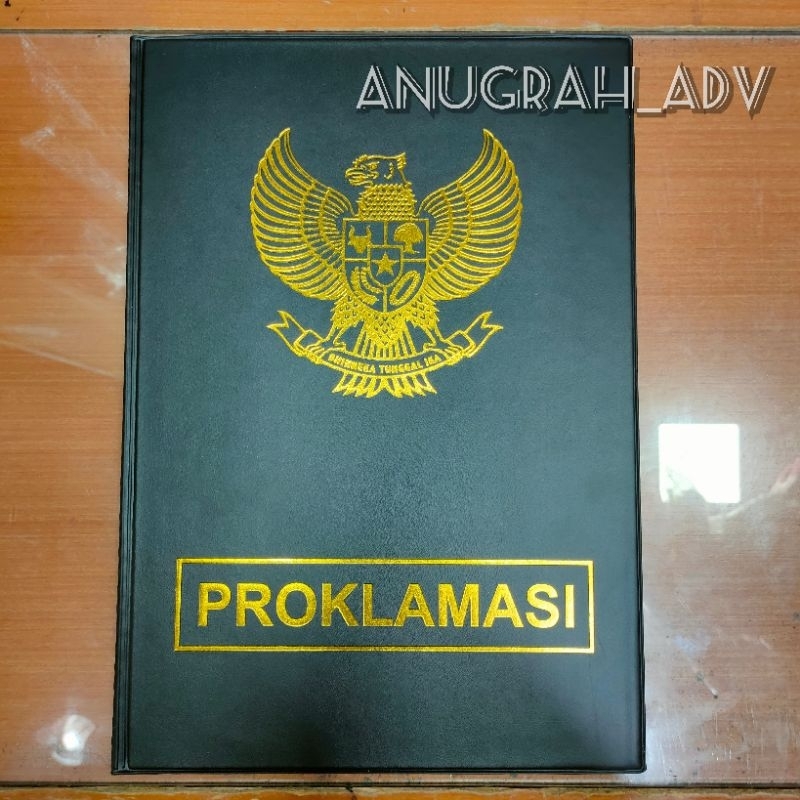 ANUGRAH_ADV
BHINNEKA TUNGGAL IKA
PROKLAMASI